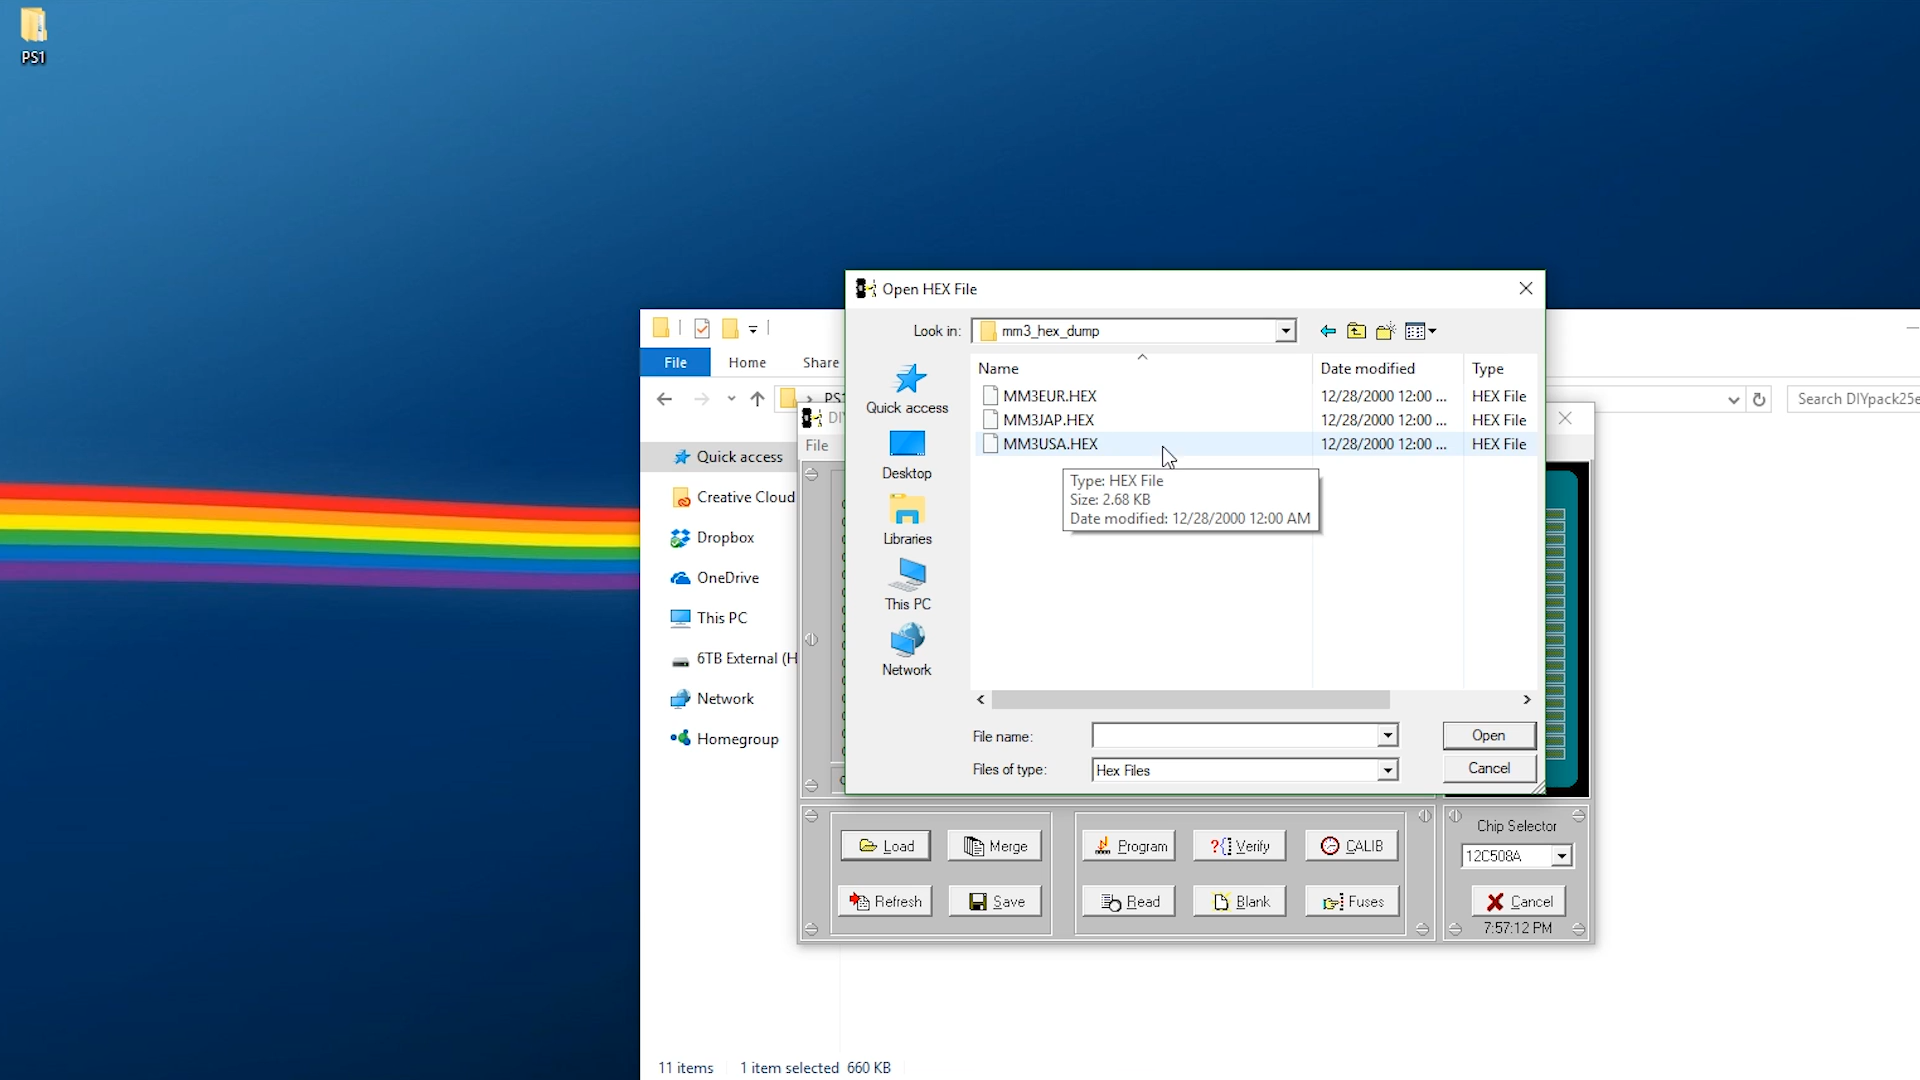 PS1
File
Home
Share
PS1
Search DIYpack25e
Quick access
Creative Cloud
Dropbox
OneDrive
This PC
6TB External (H
Network
Homegroup
11 items
1 item selected 660 KB
Open HEX File
Look in:
mm3_hex_dump
Quick access
Desktop
Libraries
This PC
Network
Name
Date modified
Type
MM3EUR.HEX
12/28/2000 12:00 ...
HEX File
MM3JAP.HEX
12/28/2000 12:00 ...
HEX File
MM3USA.HEX
12/28/2000 12:00 ...
HEX File
Type: HEX File
Size: 2.68 KB
Date modified: 12/28/2000 12:00 AM
File name:
Open
Files of type:
Hex Files
Cancel
File
Load
Merge
Program
Verify
CALIB
Refresh
Save
Read
Blank
Fuses
Chip Selector
12C508A
Cancel
7:57:12 PM